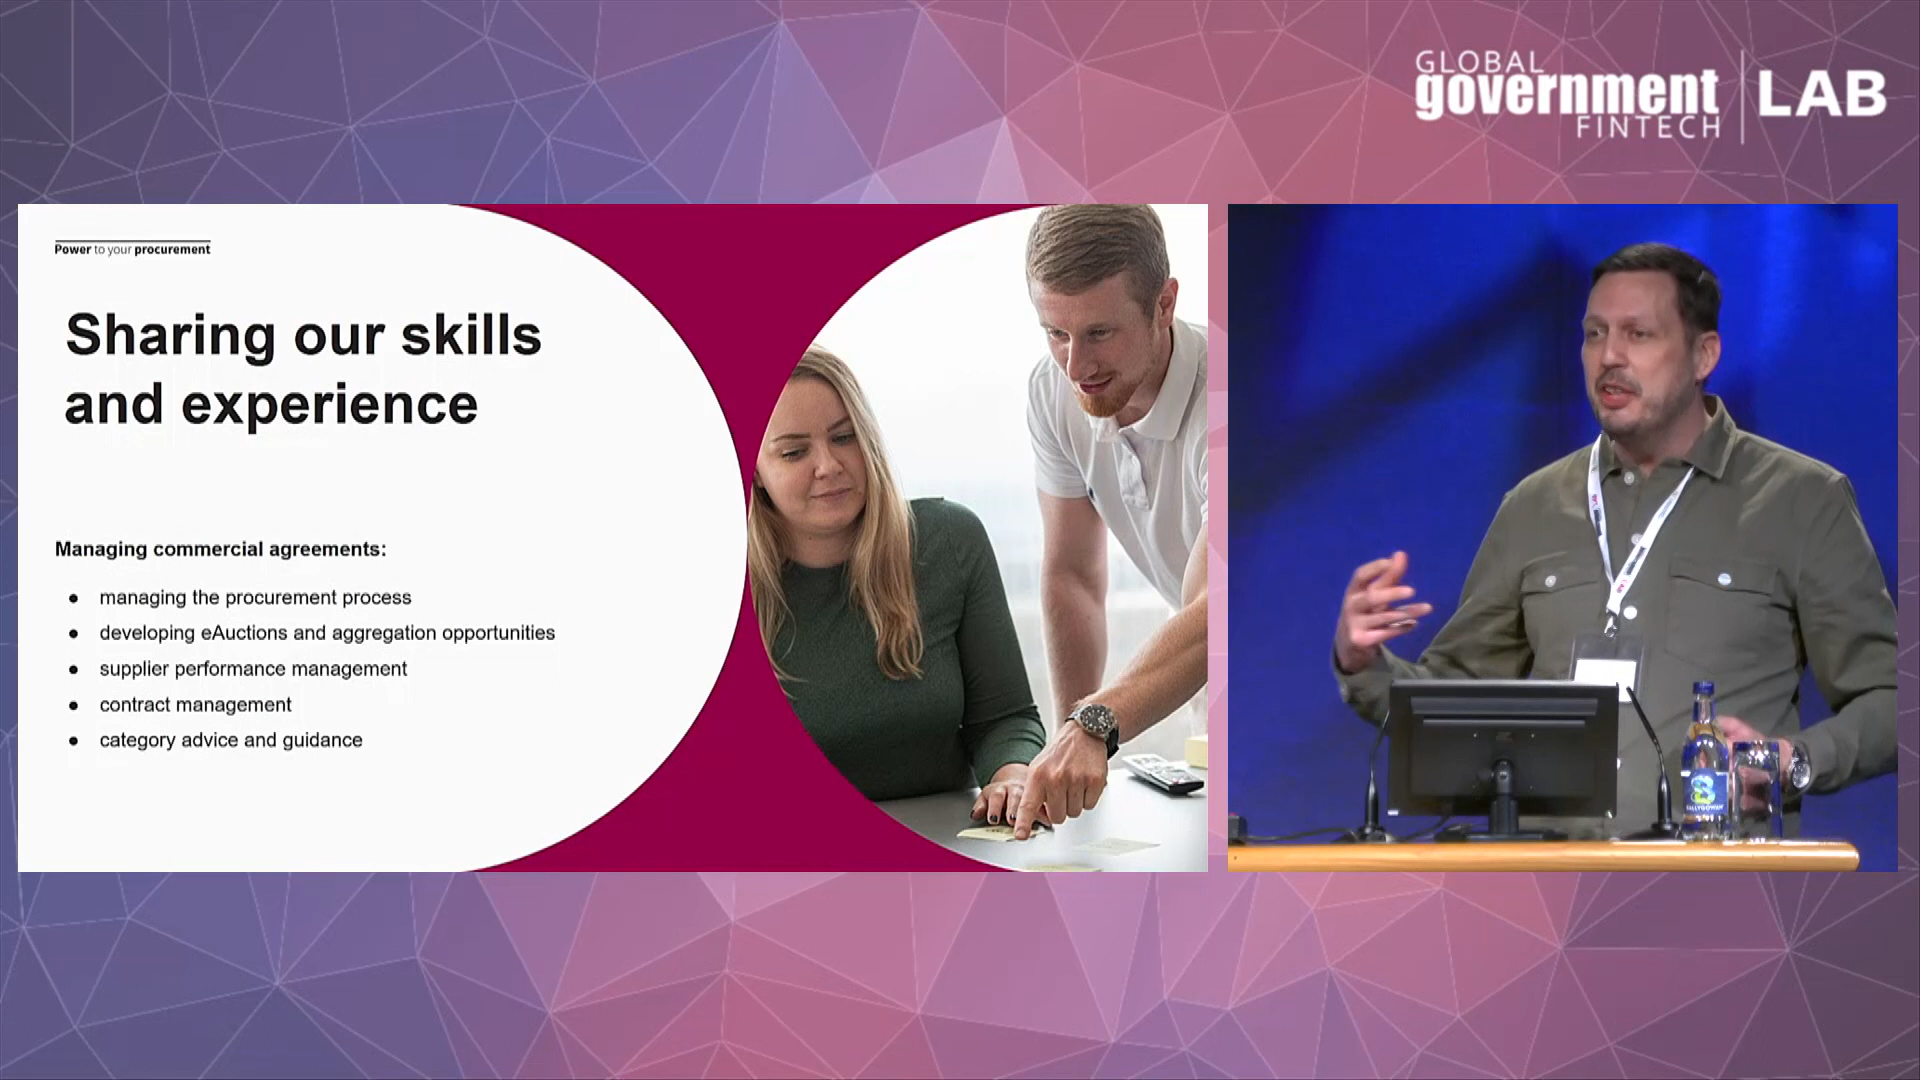 GLOBAL
government
FINTECH
LAB
Power to your procurement
Sharing our skills
and experience
Managing commercial agreements:
● managing the procurement process
● developing eAuctions and aggregation opportunities
● supplier performance management
● contract management
● category advice and guidance
BALLYGOWAN